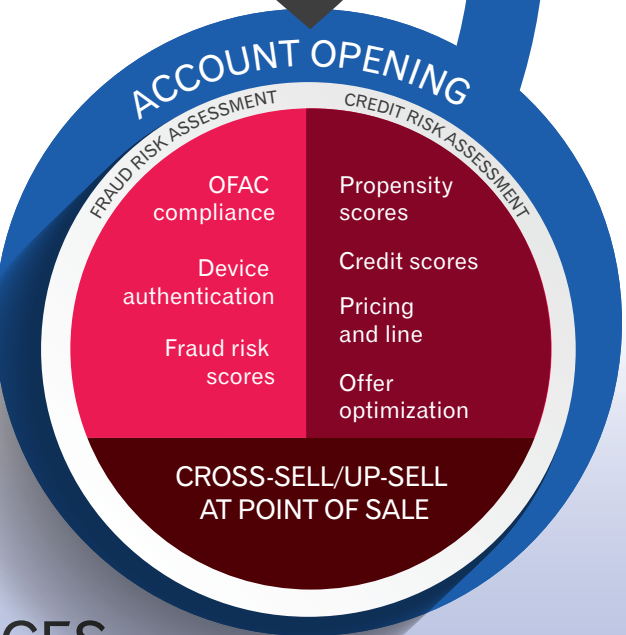 ACCOUNT OPENING
FRAUD RISK ASSESSMENT
CREDIT RISK ASSESSMENT
OFAC
compliance
Device
authentication
Fraud risk
scores
Propensity
scores
Credit scores
Pricing
and line
Offer
optimization
CROSS-SELL/UP-SELL
AT POINT OF SALE